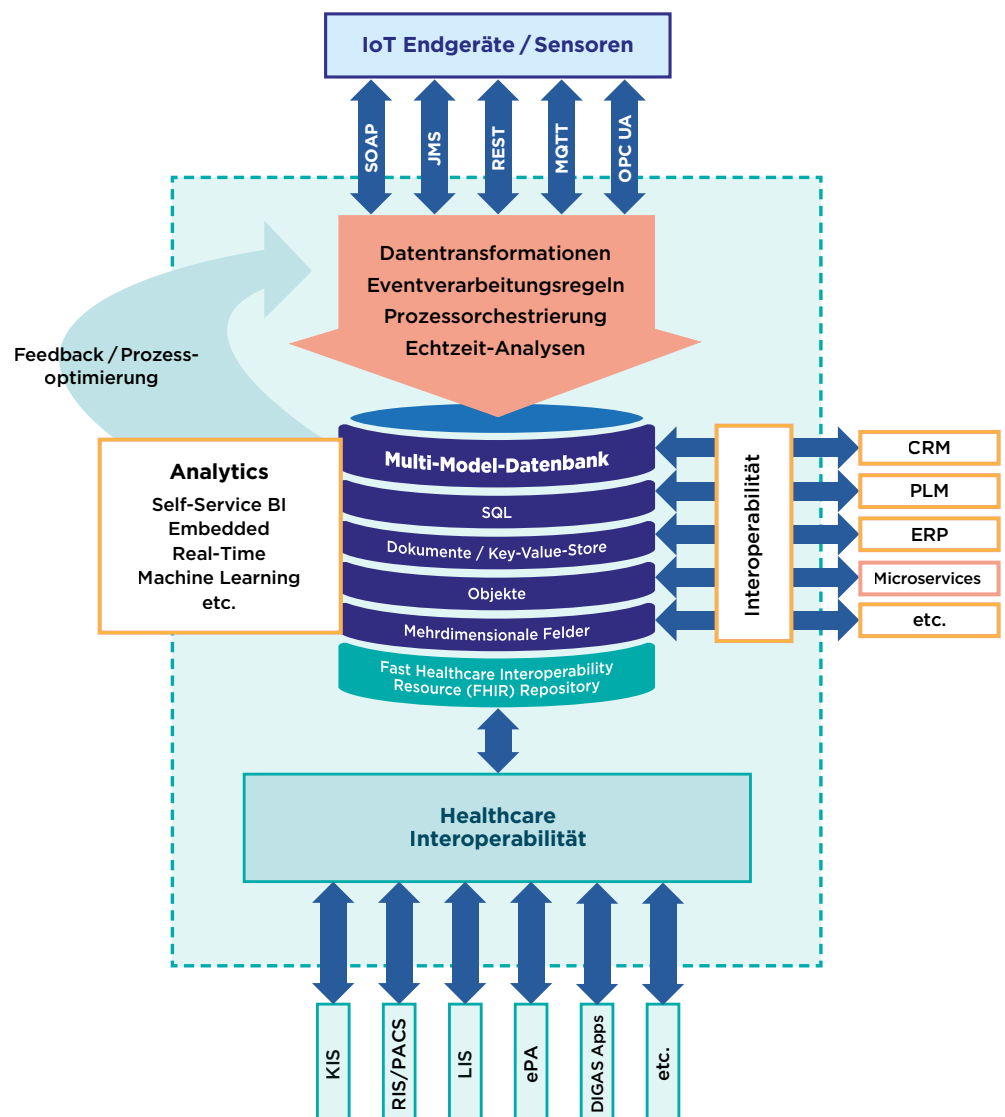 IoT Endgeräte / Sensoren
SOAP
JMS
REST
MQTT
OPC UA
Datentransformationen
Eventverarbeitungsregeln
Prozessorchestrierung
Echtzeit-Analysen
Feedback / Prozess-
optimierung
Analytics
Self-Service BI
Embedded
Real-Time
Machine Learning
etc.
Multi-Model-Datenbank
SQL
Dokumente / Key-Value-Store
Objekte
Mehrdimensionale Felder
Fast Healthcare Interoperability
Resource (FHIR) Repository
Interoperabilität
CRM
PLM
ERP
Microservices
etc.
Healthcare
Interoperabilität
KIS
RIS/PACS
LIS
ePA
DIGAS Apps
etc.